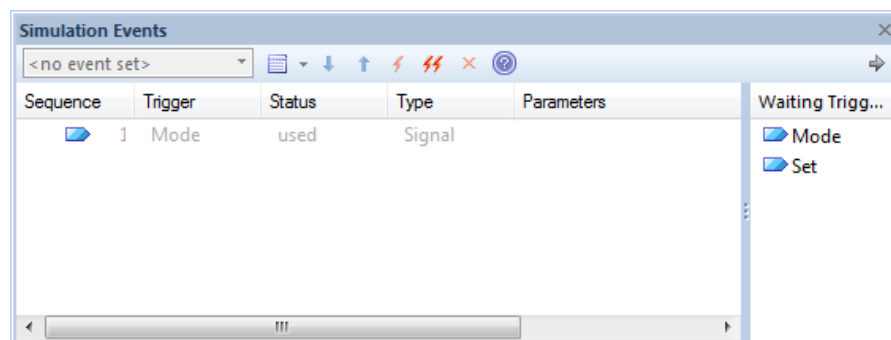 Simulation Events
<no event set>
Sequence Trigger Status Type Parameters Waiting Trigg...
1 Mode used Signal Mode
Set